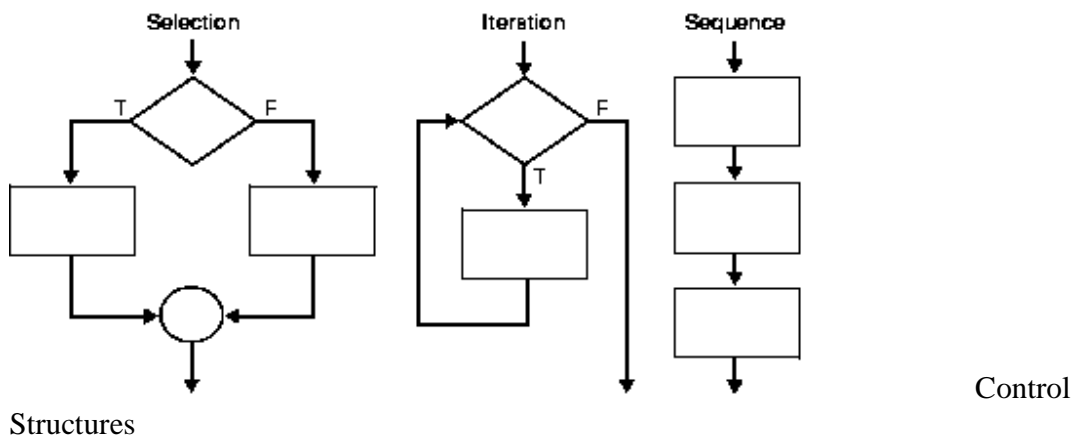 Selection Iteration Sequence
T F F
T
Control
Structures